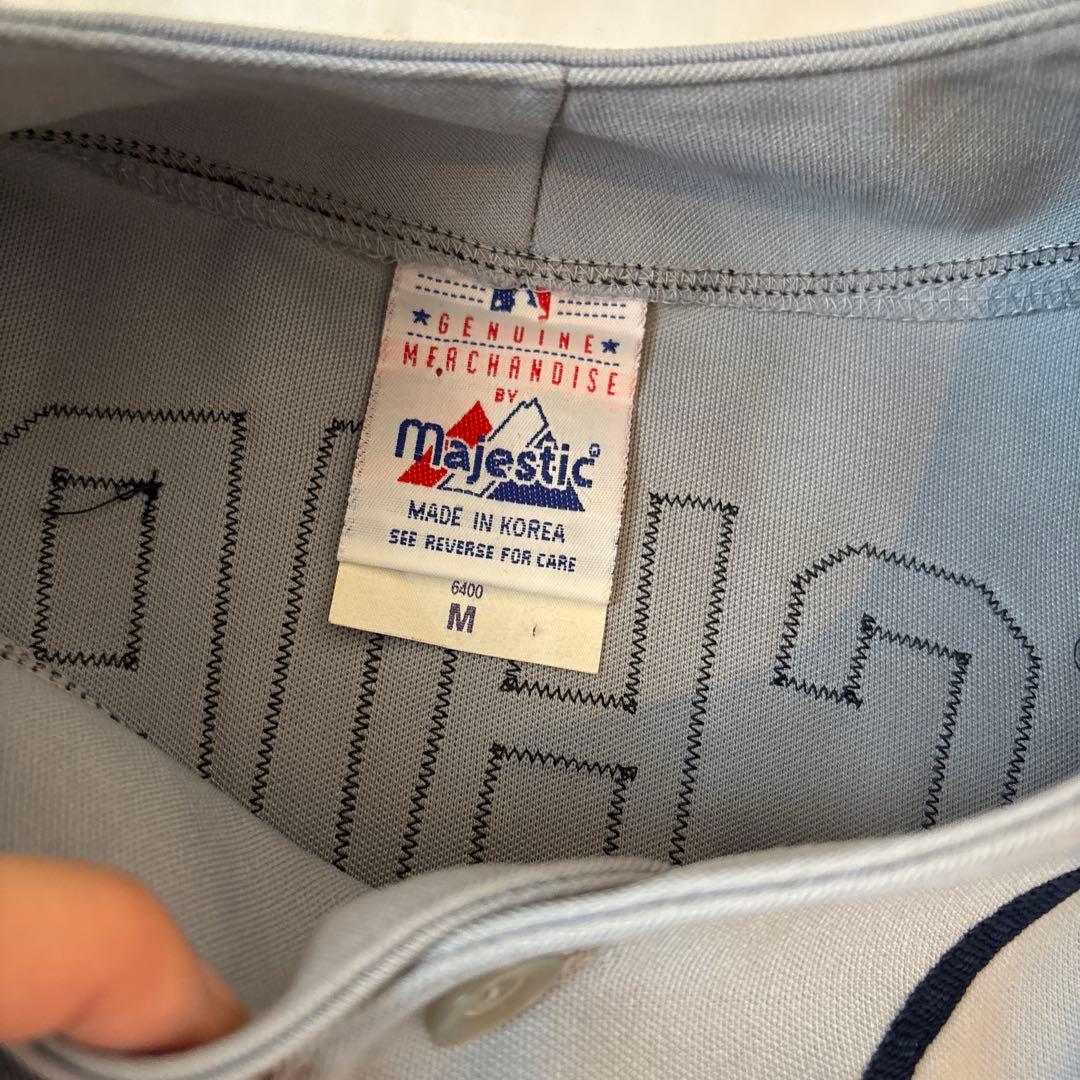 GENUINE
MERCHANDISE
BY
Majestic®
MADE IN KOREA
SEE REVERSE FOR CARE
6400
M